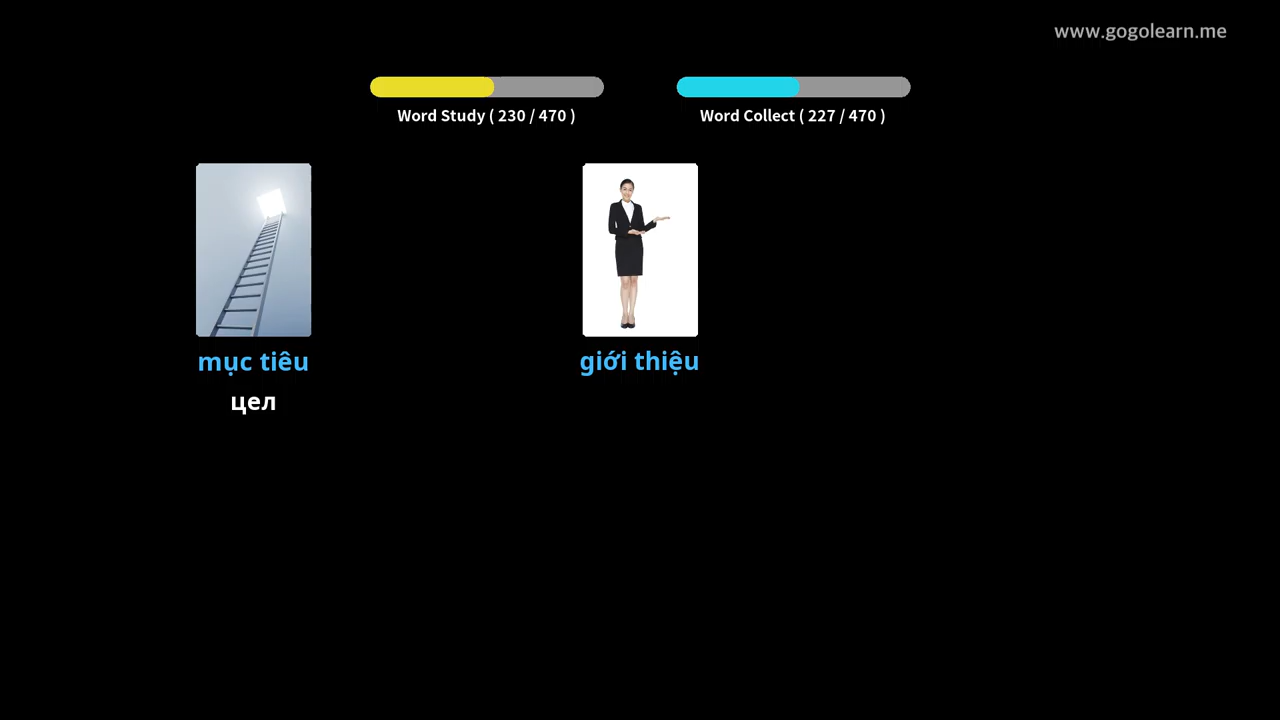 www.gogolearn.me
Word Study ( 230 / 470 )
Word Collect ( 227 / 470 )
mục tiêu
giới thiệu
цел